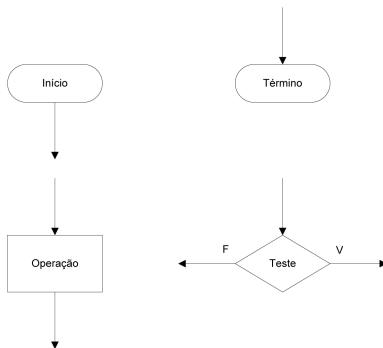 Início
Término
Operação
F
V
Teste